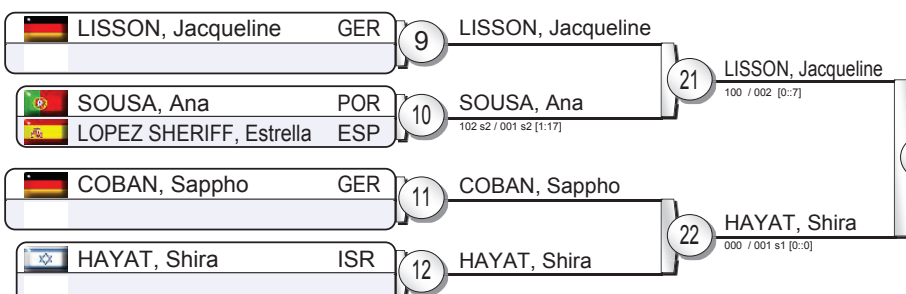 LISSON, Jacqueline GER
9
LISSON, Jacqueline
21
LISSON, Jacqueline
100 / 002 [0::7]
SOUSA, Ana POR
LOPEZ SHERIFF, Estrella ESP
10
SOUSA, Ana
102 s2 / 001 s2 [1:17]
COBAN, Sappho GER
11
COBAN, Sappho
22
HAYAT, Shira
000 / 001 s1 [0::0]
HAYAT, Shira ISR
12
HAYAT, Shira